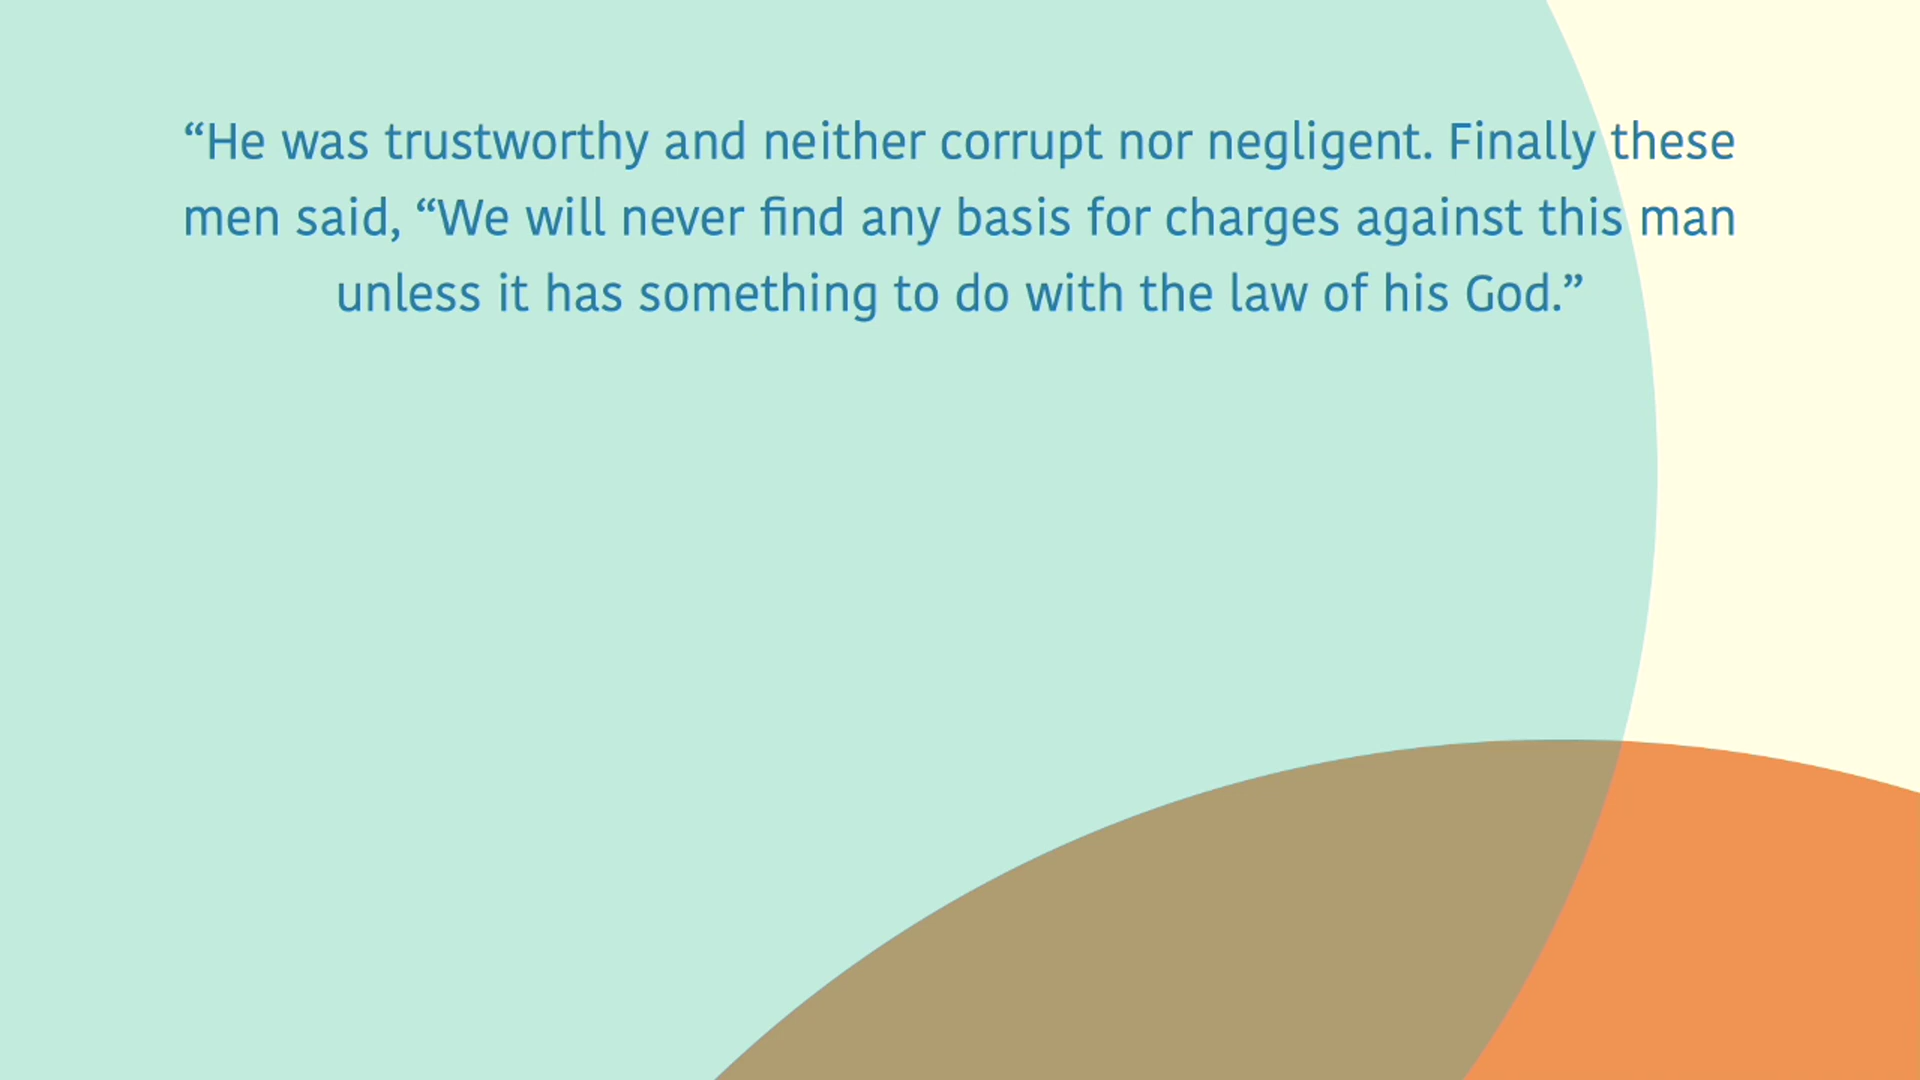 “He was trustworthy and neither corrupt nor negligent. Finally these
men said, “We will never find any basis for charges against this man
unless it has something to do with the law of his God.”